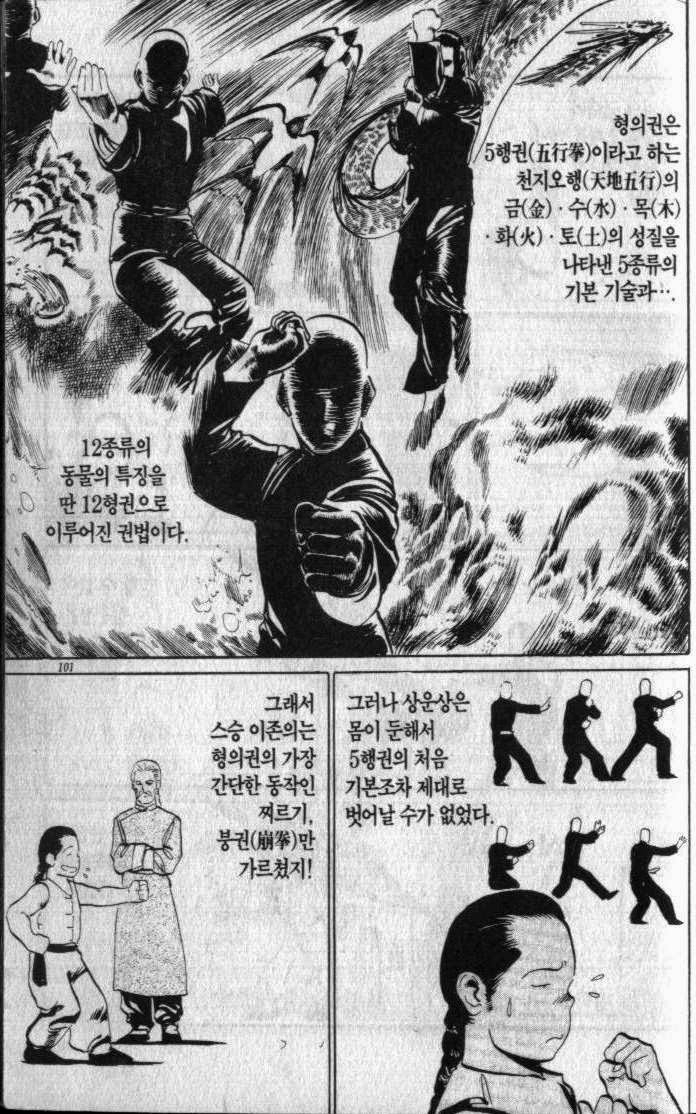 형의권은
5행권(五行拳)이라고 하는
천지오행(天地五行)의
금(金)·수(水)·목(木)
·화(火)·토(土)의 성질을
나타낸 5종류의
기본 기술과….
12종류의
동물의 특징을
딴 12형권으로
이루어진 권법이다.
101
그러나 상운상은
몸이 둔해서
5행권의 처음
기본조차 제대로
벗어날 수가 없었다.
그래서
스승 이존의는
형의권의 가장
간단한 동작인
찌르기,
붕권(崩拳)만
가르쳤지!